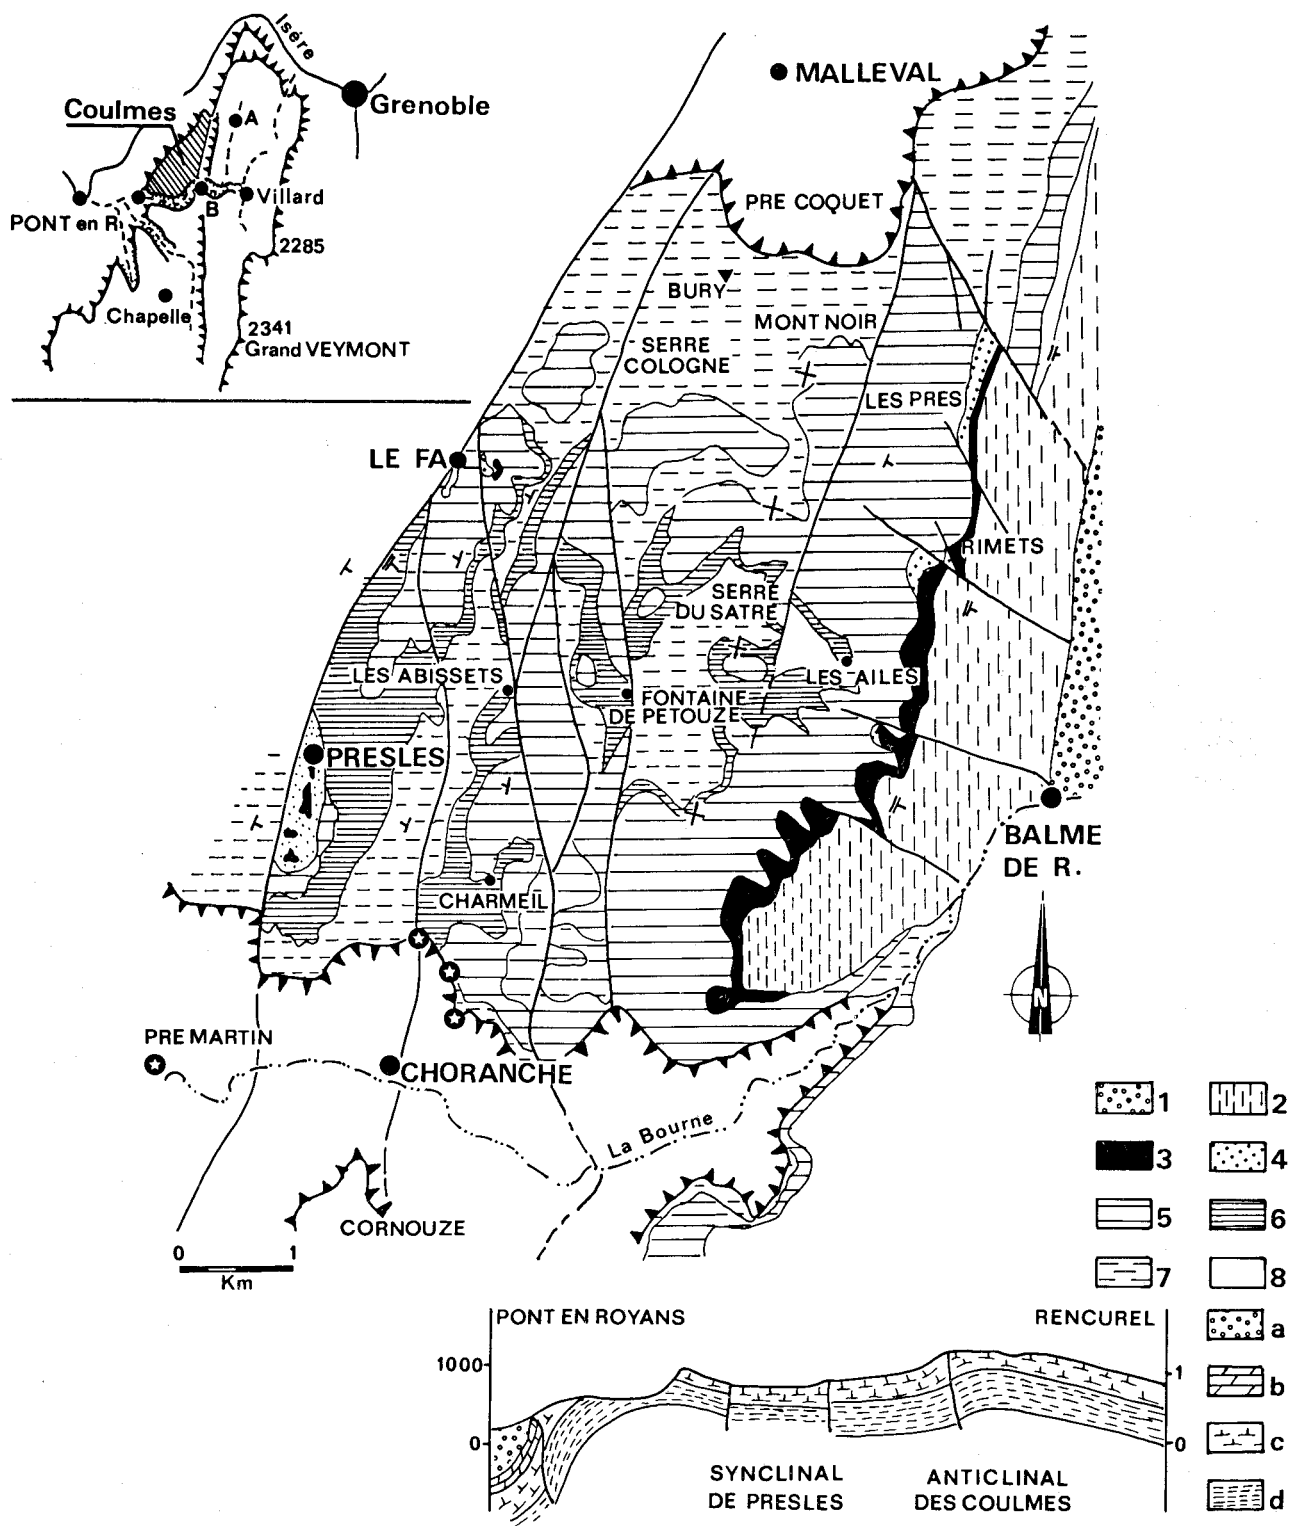 Isére
Grenoble
Coulmes
A
B
Villard
PONT en R.
2285
Chapelle
2341
Grand VEYMONT
MALLEVAL
PRE COQUET
BURY
MONT NOIR
SERRE
COLOGNE
LES PRES
LE FA
RIMETS
SERRE
DU SATRE
LES ABISSETS
LES AILES
FONTAINE
DE PETOUZE
PRESLES
BALME
DE R.
CHARMEIL
N
PRE MARTIN
CHORANCHE
La Bourne
CORNOUZE
0 1
Km
1 2
3 4
5 6
7 8
a
b
c
d
PONT EN ROYANS RENCUREL
1000 1
0 0
SYNCLINAL
DE PRESLES
ANTICLINAL
DES COULMES